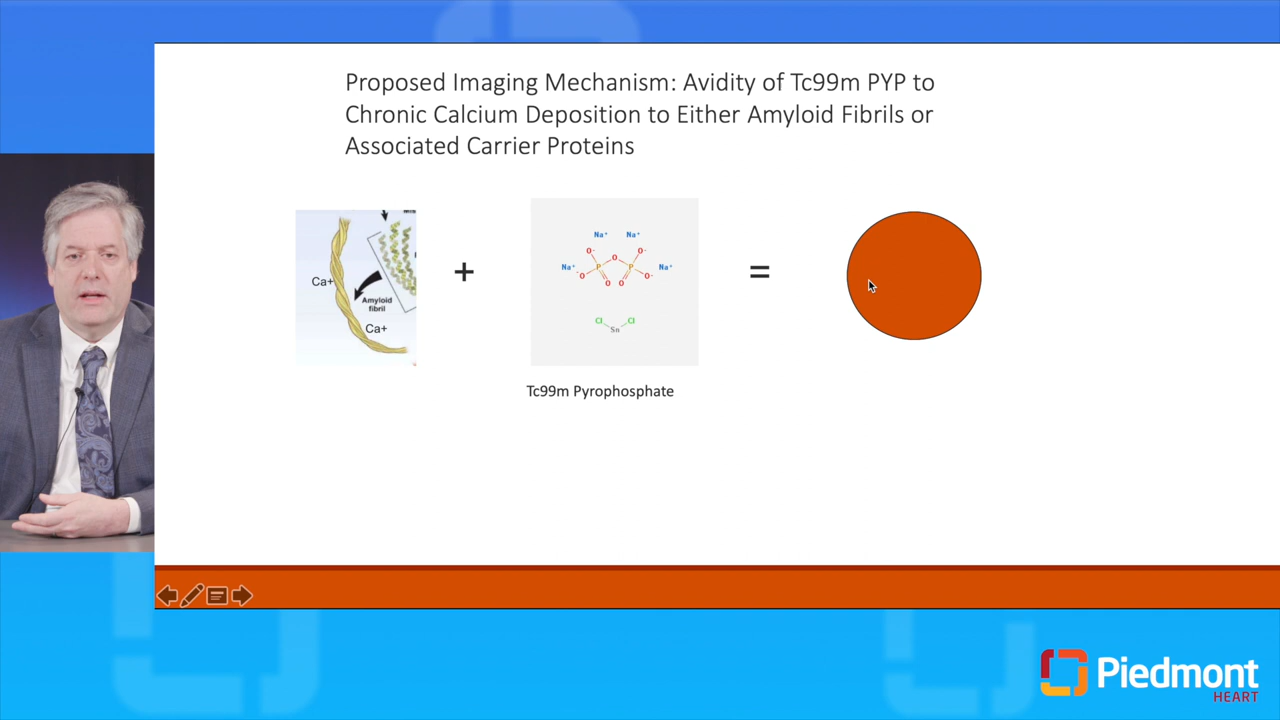 Proposed Imaging Mechanism: Avidity of Tc99m PYP to
Chronic Calcium Deposition to Either Amyloid Fibrils or
Associated Carrier Proteins
Ca+
Amyloid
fibril
Ca+
+
Na⁺ Na⁺
O⁻ O O⁻
Na⁺ P P Na⁺
⁻O O O O⁻
Cl Cl
Sn
=
Tc99m Pyrophosphate
Piedmont
HEART